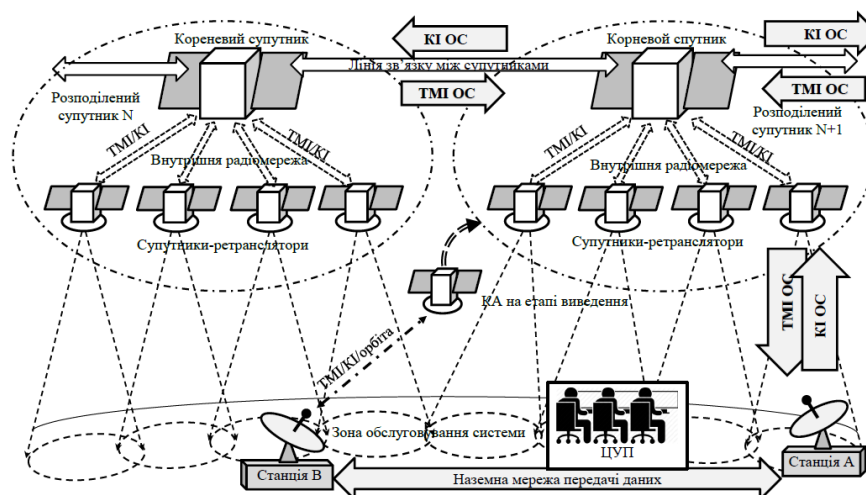 Кореневий супутник
КІ ОС
Корневой спутник
КІ ОС
Лінія зв'язку між супутниками
ТМІ ОС
ТМІ ОС
Розподілений
супутник N
Розподілений
супутник N+1
ТМІ/КІ
ТМІ/КІ
Внутрішня радіомережа
ТМІ/КІ
ТМІ/КІ
Внутрішня радіомережа
Супутники-ретранслятори
Супутники-ретранслятори
КА на етапі виведення
ТМІ ОС
КІ ОС
ТМІ/КІ/орбіта
Зона обслуговування системи
ЦУП
Станція В
Станція А
Наземна мережа передачі даних